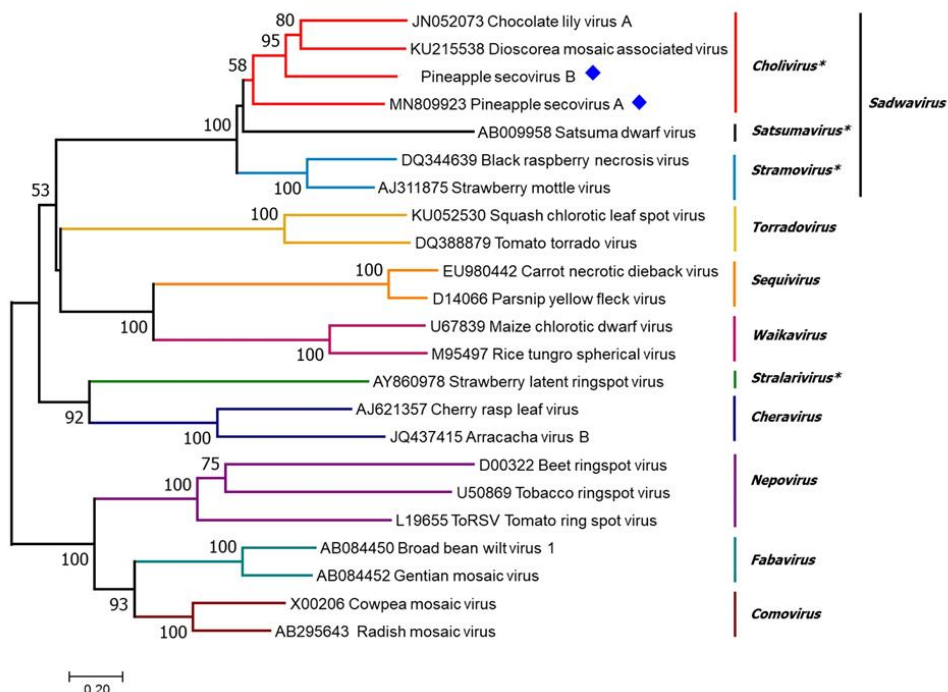 80
JN052073 Chocolate lily virus A
95
KU215538 Dioscorea mosaic associated virus
58
Pineapple secovirus B
Cholivirus*
MN809923 Pineapple secovirus A
Sadwavirus
100
AB009958 Satsuma dwarf virus
Satsumavirus*
DQ344639 Black raspberry necrosis virus
Stramovirus*
100
AJ311875 Strawberry mottle virus
53
100
KU052530 Squash chlorotic leaf spot virus
Torradovirus
DQ388879 Tomato torrado virus
100
EU980442 Carrot necrotic dieback virus
Sequivirus
D14066 Parsnip yellow fleck virus
100
U67839 Maize chlorotic dwarf virus
Waikavirus
100
M95497 Rice tungro spherical virus
AY860978 Strawberry latent ringspot virus
Stralarivirus*
92
AJ621357 Cherry rasp leaf virus
Cheravirus
100
JQ437415 Arracacha virus B
75
D00322 Beet ringspot virus
100
U50869 Tobacco ringspot virus
Nepovirus
L19655 ToRSV Tomato ring spot virus
100
100
AB084450 Broad bean wilt virus 1
Fabavirus
AB084452 Gentian mosaic virus
93
X00206 Cowpea mosaic virus
Comovirus
100
AB295643 Radish mosaic virus
0.20